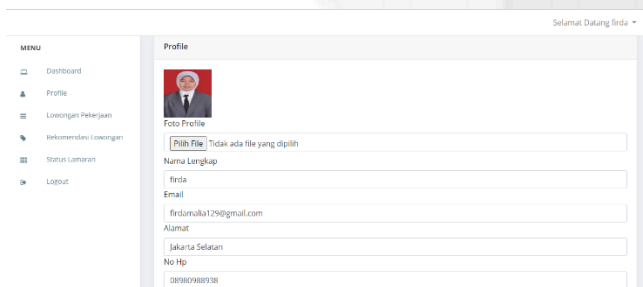 Selamat Datang firda
MENU
Dashboard
Profile
Lowongan Pekerjaan
Rekomendasi Lowongan
Status Lamaran
Logout
Profile
Foto Profile
Pilih File Tidak ada file yang dipilih
Nama Lengkap
firda
Email
firdamalia129@gmail.com
Alamat
Jakarta Selatan
No Hp
08980988938